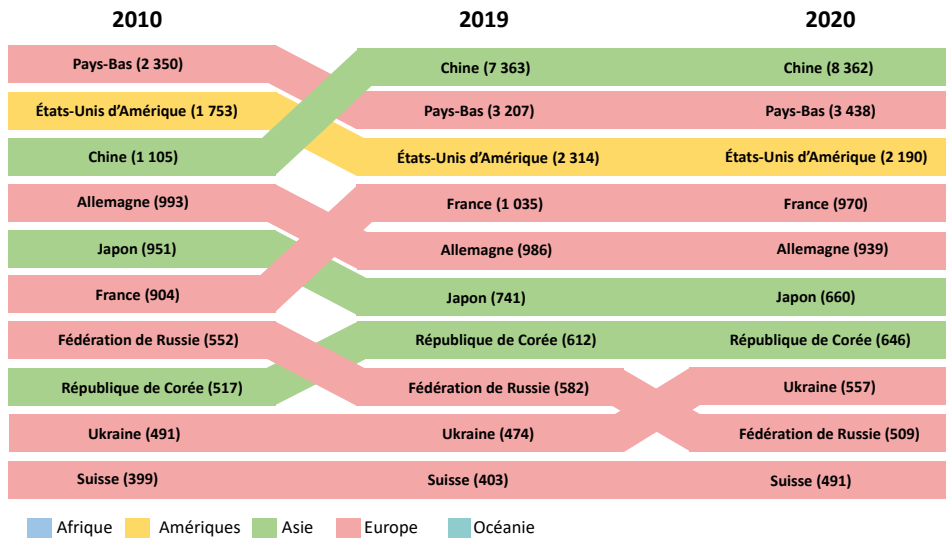 2010 2019 2020
Pays-Bas (2 350) Chine (7 363) Chine (8 362)
États-Unis d’Amérique (1 753) Pays-Bas (3 207) Pays-Bas (3 438)
Chine (1 105) États-Unis d’Amérique (2 314) États-Unis d’Amérique (2 190)
Allemagne (993) France (1 035) France (970)
Japon (951) Allemagne (986) Allemagne (939)
France (904) Japon (741) Japon (660)
Fédération de Russie (552) République de Corée (612) République de Corée (646)
République de Corée (517) Fédération de Russie (582) Ukraine (557)
Ukraine (491) Ukraine (474) Fédération de Russie (509)
Suisse (399) Suisse (403) Suisse (491)
Afrique Amériques Asie Europe Océanie